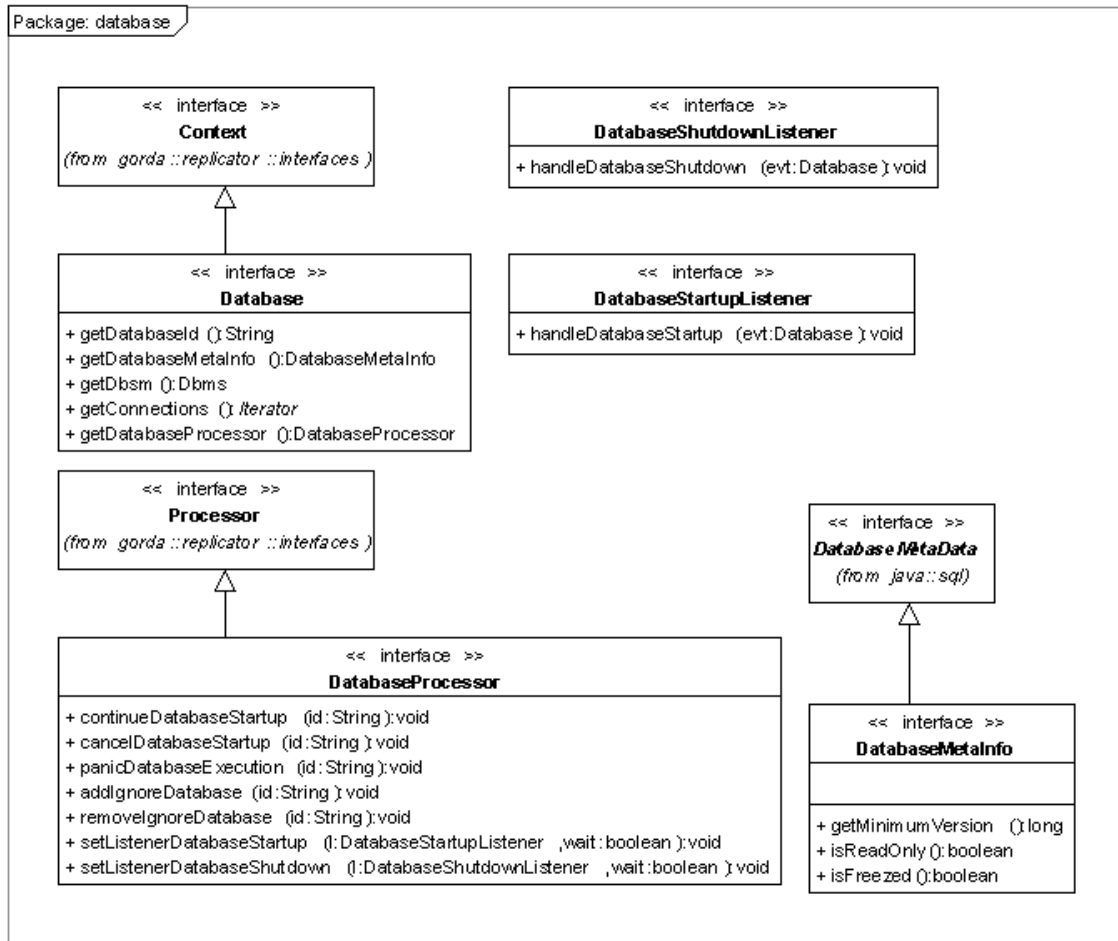 Package: database
<< interface >>
Context
(from gorda::replicator::interfaces)
<< interface >>
DatabaseShutdownListener
+ handleDatabaseShutdown (evt:Database):void
<< interface >>
Database
+ getDatabaseId ():String
+ getDatabaseMetaInfo ():DatabaseMetaInfo
+ getDbsm ():Dbms
+ getConnections ():Iterator
+ getDatabaseProcessor ():DatabaseProcessor
<< interface >>
DatabaseStartupListener
+ handleDatabaseStartup (evt:Database):void
<< interface >>
Processor
(from gorda::replicator::interfaces)
<< interface >>
DatabaseMetaData
(from java::sql)
<< interface >>
DatabaseProcessor
+ continueDatabaseStartup (id:String):void
+ cancelDatabaseStartup (id:String):void
+ panicDatabaseExecution (id:String):void
+ addIgnoreDatabase (id:String):void
+ removeIgnoreDatabase (id:String):void
+ setListenerDatabaseStartup (l:DatabaseStartupListener ,wait:boolean):void
+ setListenerDatabaseShutdown (l:DatabaseShutdownListener ,wait:boolean):void
<< interface >>
DatabaseMetaInfo
+ getMinimumVersion ():long
+ isReadOnly():boolean
+ isFreezed():boolean